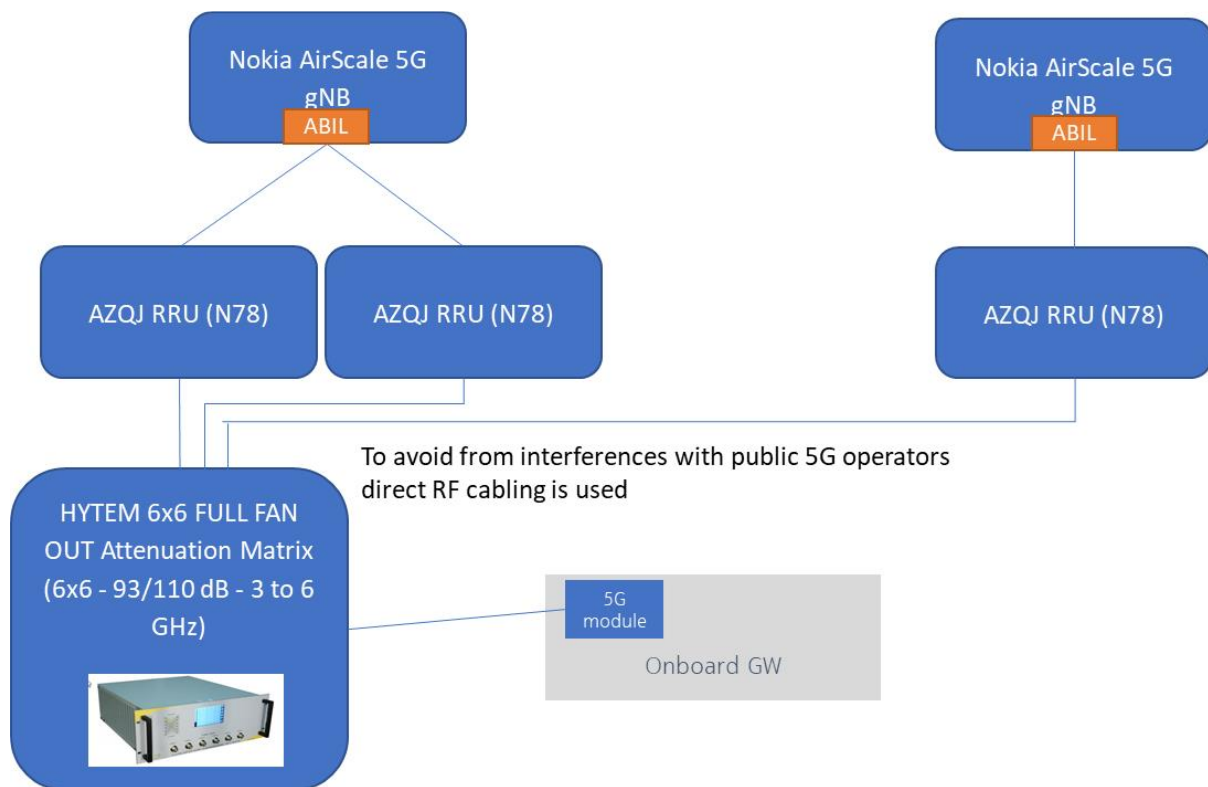 Nokia AirScale 5G
gNB
ABIL
Nokia AirScale 5G
gNB
ABIL
AZQJ RRU (N78)
AZQJ RRU (N78)
AZQJ RRU (N78)
To avoid from interferences with public 5G operators
direct RF cabling is used
HYTEM 6x6 FULL FAN
OUT Attenuation Matrix
(6x6 - 93/110 dB - 3 to 6
GHz)
5G
module
Onboard GW